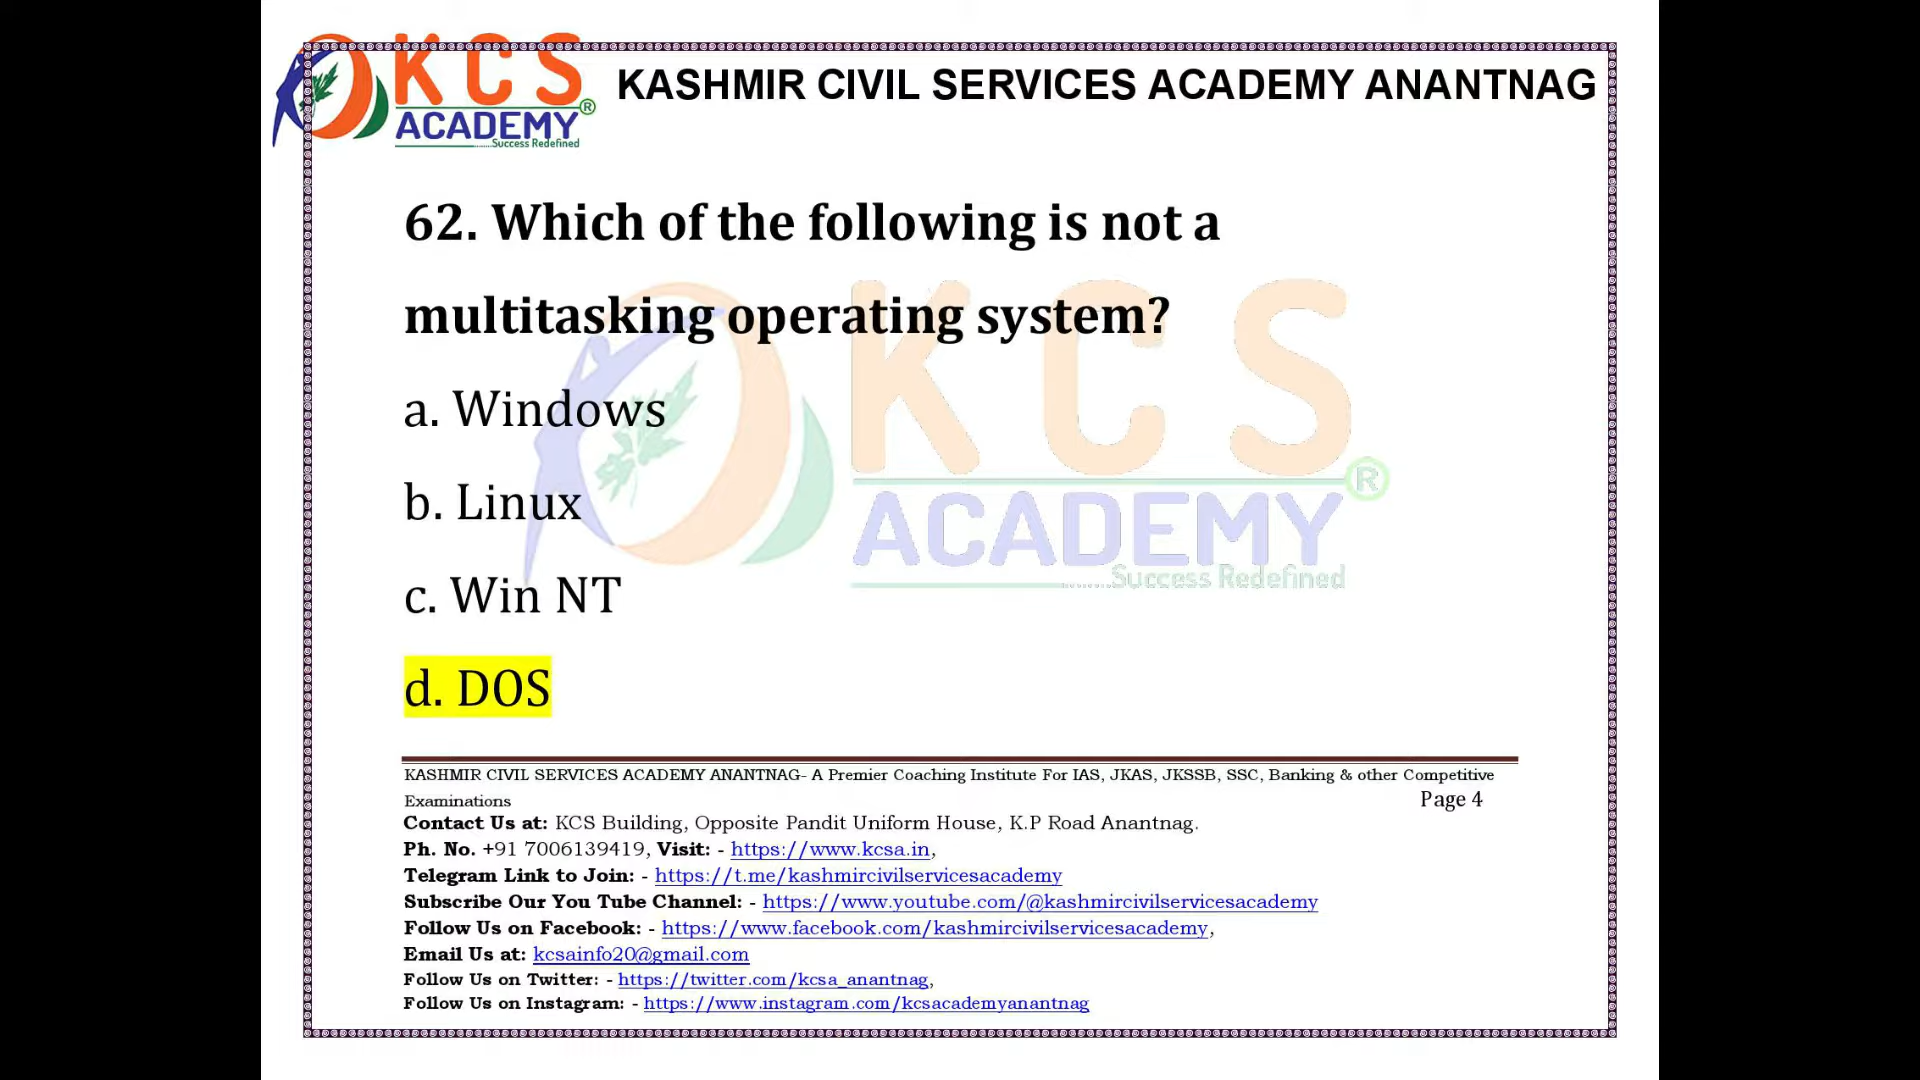 KCS
ACADEMY®
.......Success Redefined
KASHMIR CIVIL SERVICES ACADEMY ANANTNAG
62. Which of the following is not a
multitasking operating system?
a. Windows
b. Linux
c. Win NT
d. DOS
KCS
ACADEMY®
.......Success Redefined
KASHMIR CIVIL SERVICES ACADEMY ANANTNAG- A Premier Coaching Institute For IAS, JKAS, JKSSB, SSC, Banking & other Competitive
Examinations Page 4
Contact Us at: KCS Building, Opposite Pandit Uniform House, K.P Road Anantnag.
Ph. No. +91 7006139419, Visit: - https://www.kcsa.in,
Telegram Link to Join: - https://t.me/kashmircivilservicesacademy
Subscribe Our You Tube Channel: - https://www.youtube.com/@kashmircivilservicesacademy
Follow Us on Facebook: - https://www.facebook.com/kashmircivilservicesacademy,
Email Us at: kcsainfo20@gmail.com
Follow Us on Twitter: - https://twitter.com/kcsa_anantnag,
Follow Us on Instagram: - https://www.instagram.com/kcsacademyanantnag